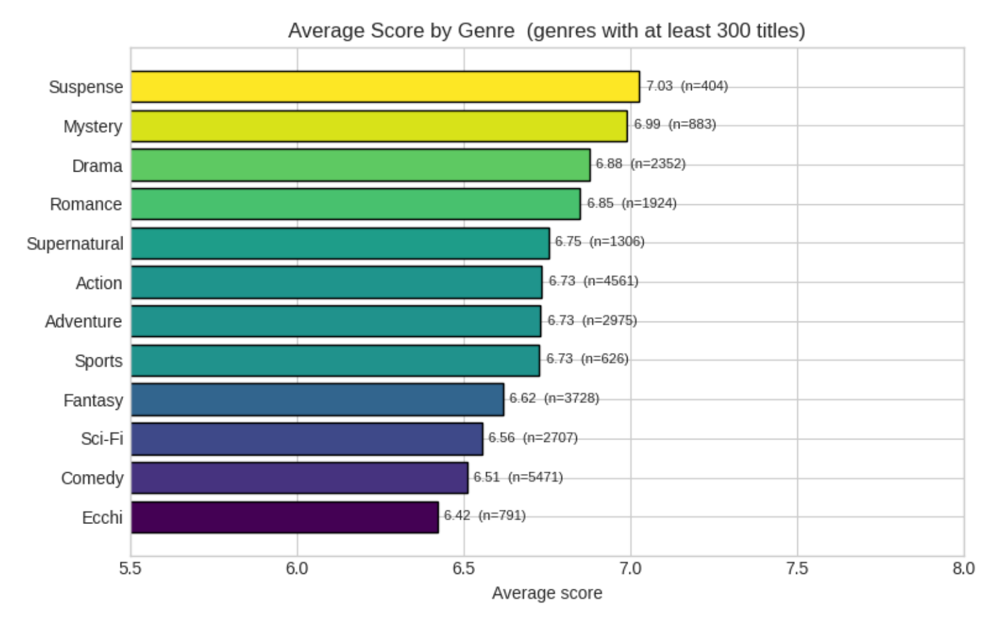 Average Score by Genre  (genres with at least 300 titles)
Suspense 7.03  (n=404)
Mystery 6.99  (n=883)
Drama 6.88  (n=2352)
Romance 6.85  (n=1924)
Supernatural 6.75  (n=1306)
Action 6.73  (n=4561)
Adventure 6.73  (n=2975)
Sports 6.73  (n=626)
Fantasy 6.62  (n=3728)
Sci-Fi 6.56  (n=2707)
Comedy 6.51  (n=5471)
Ecchi 6.42  (n=791)
5.5 6.0 6.5 7.0 7.5 8.0
Average score